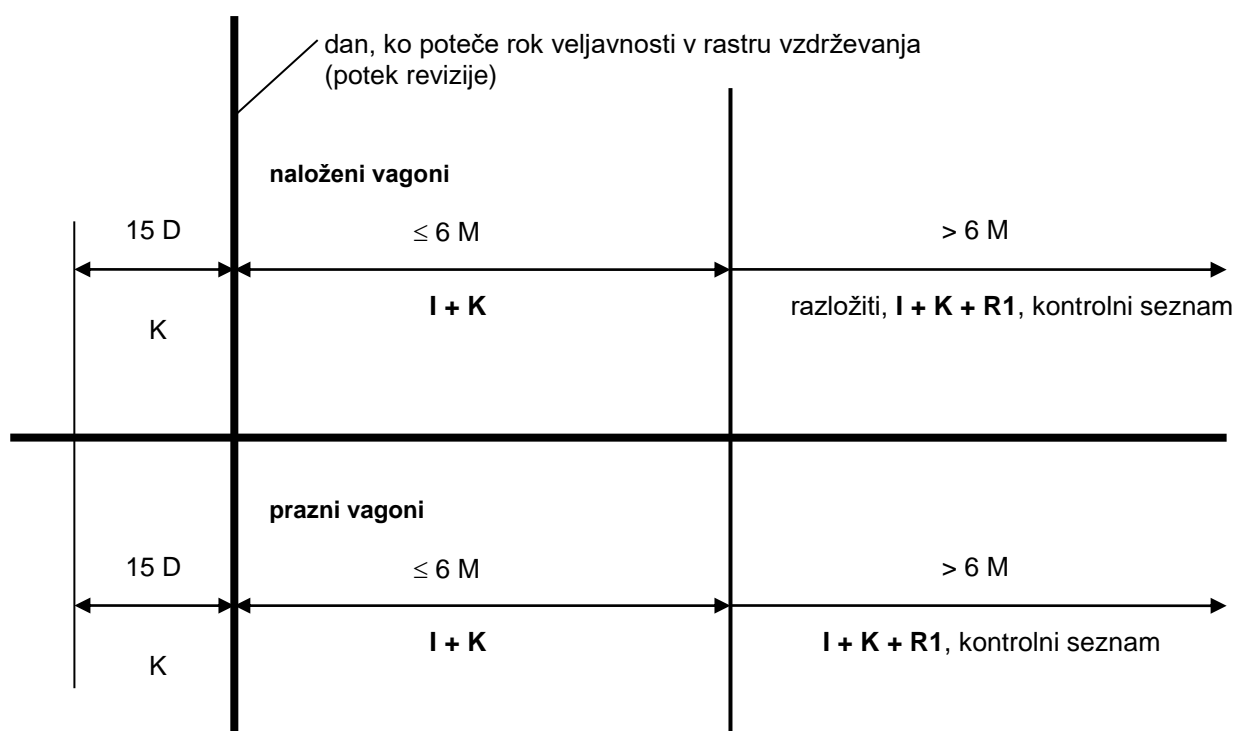 dan, ko poteče rok veljavnosti v rastru vzdrževanja
(potek revizije)
naloženi vagoni
15 D ≤ 6 M > 6 M
I + K razložiti, I + K + R1, kontrolni seznam
K
prazni vagoni
15 D ≤ 6 M > 6 M
I + K I + K + R1, kontrolni seznam
K